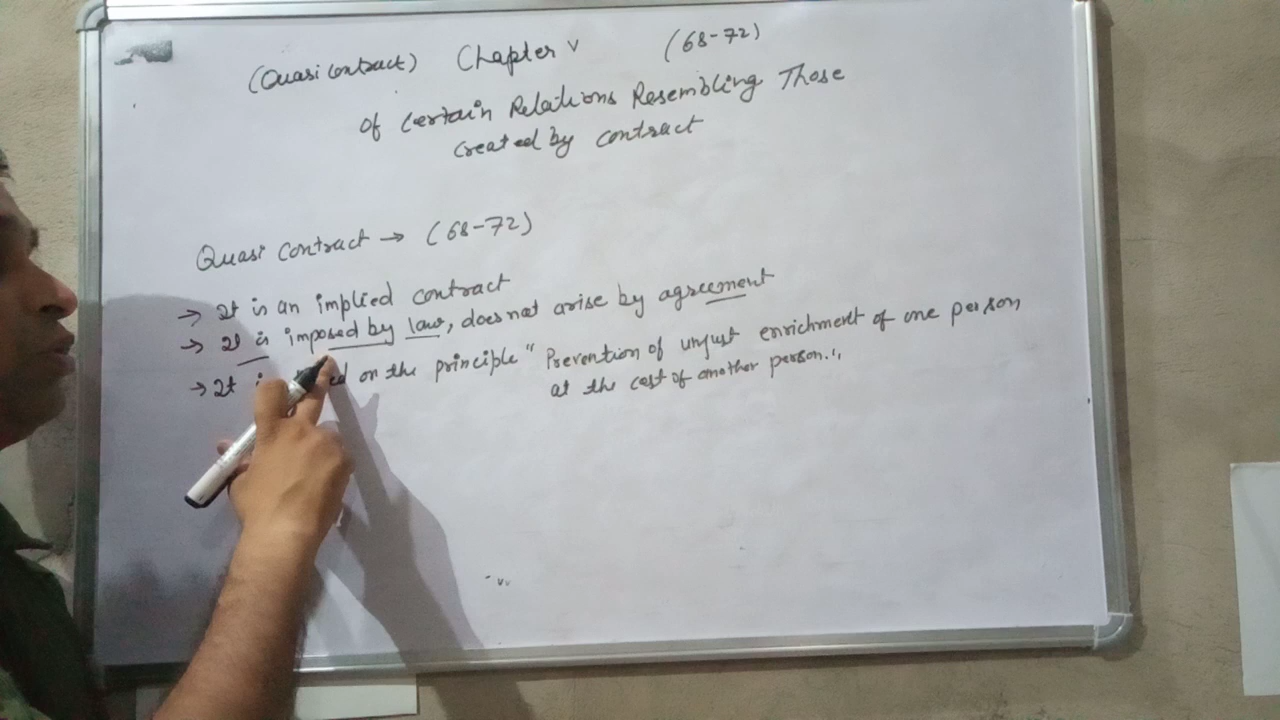 (Quasi Contract) Chapter V (68-72)
Of Certain Relations Resembling Those
Created by contract
Quasi Contract → (68-72)
→ It is an implied contract
→ It is imposed by law, does not arise by agreement
→ It on the principle "Prevention of unjust enrichment of one person,
at the cost of another person."